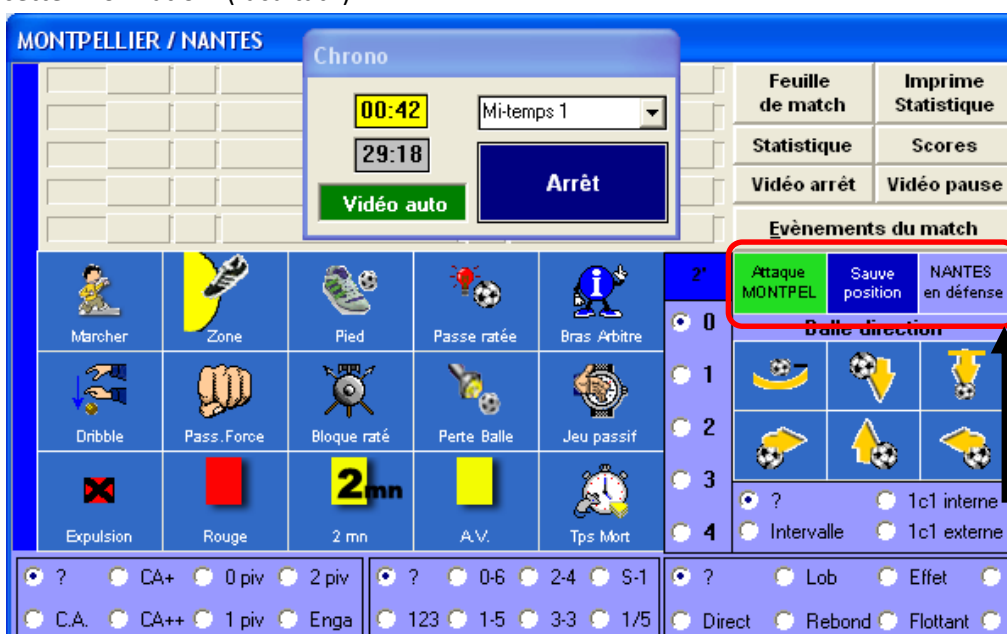 MONTPELLIER / NANTES
Chrono
00:42
Mi-temps 1
29:18
Arrêt
Vidéo auto
Feuille de match
Imprime Statistique
Statistique
Scores
Vidéo arrêt
Vidéo pause
Evènements du match
Attaque MONTPEL
Sauve position
NANTES en défense
Balle direction
Marcher
Zone
Pied
Passe ratée
Bras Arbitre
Dribble
Pass.Force
Bloque raté
Perte Balle
Jeu passif
2mn
Expulsion
Rouge
2 mn
A.V.
Tps Mort
2'
0
1
2
3
4
?
1c1 interne
Intervalle
1c1 externe
? CA+ 0 piv 2 piv
C.A. CA++ 1 piv Enga
? 0-6 2-4 S-1
123 1-5 3-3 1/5
? Lob Effet
Direct Rebond Flottant